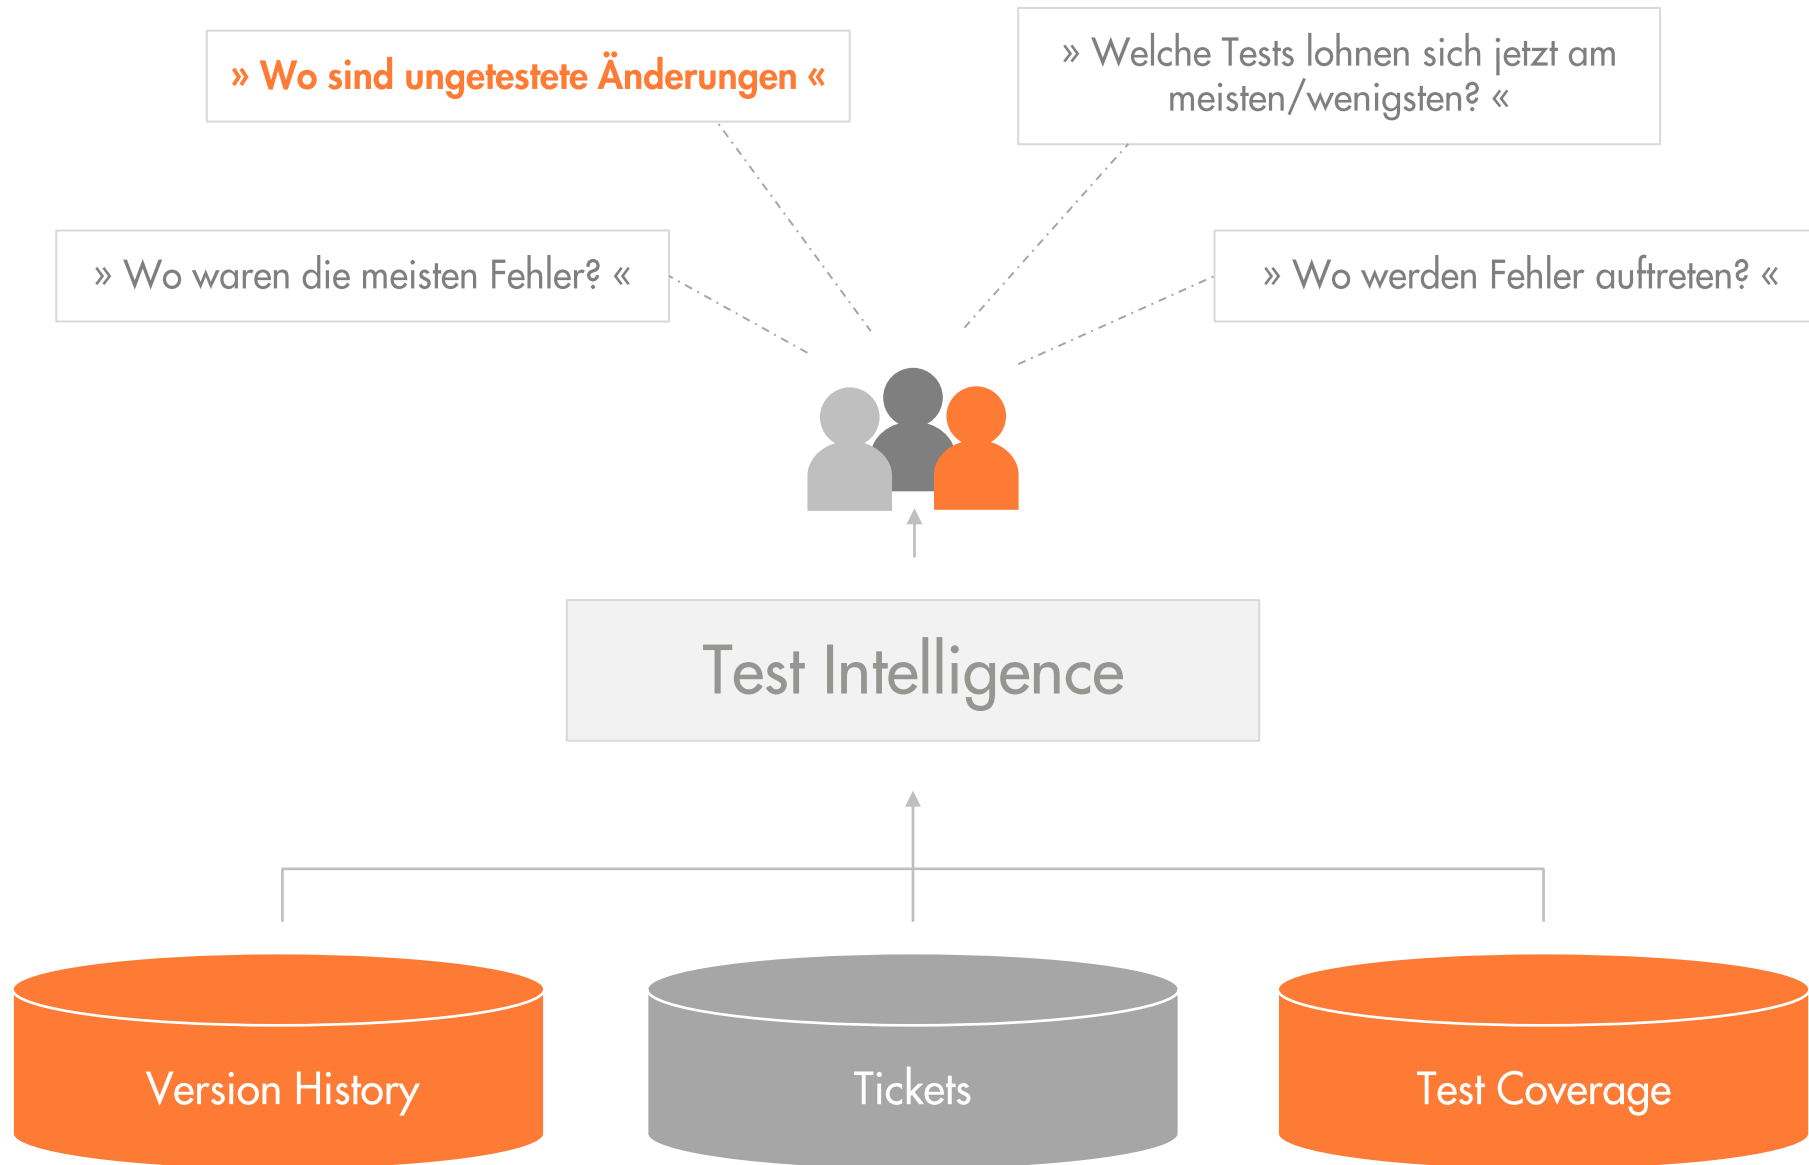 » Wo sind ungetestete Änderungen «
» Welche Tests lohnen sich jetzt am
meisten/wenigsten? «
» Wo waren die meisten Fehler? «
» Wo werden Fehler auftreten? «
Test Intelligence
Version History
Tickets
Test Coverage